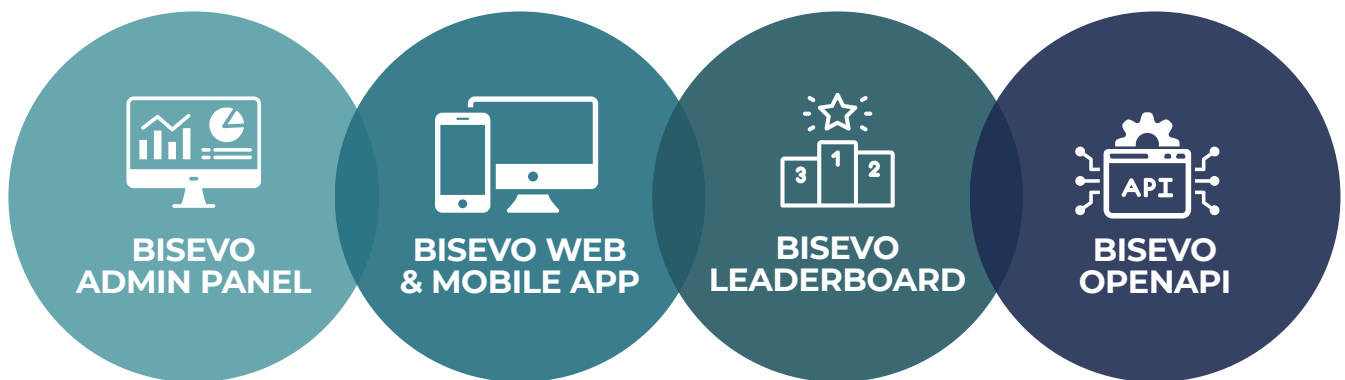 BISEVO
ADMIN PANEL
BISEVO WEB
& MOBILE APP
3
1
2
BISEVO
LEADERBOARD
API
BISEVO
OPENAPI